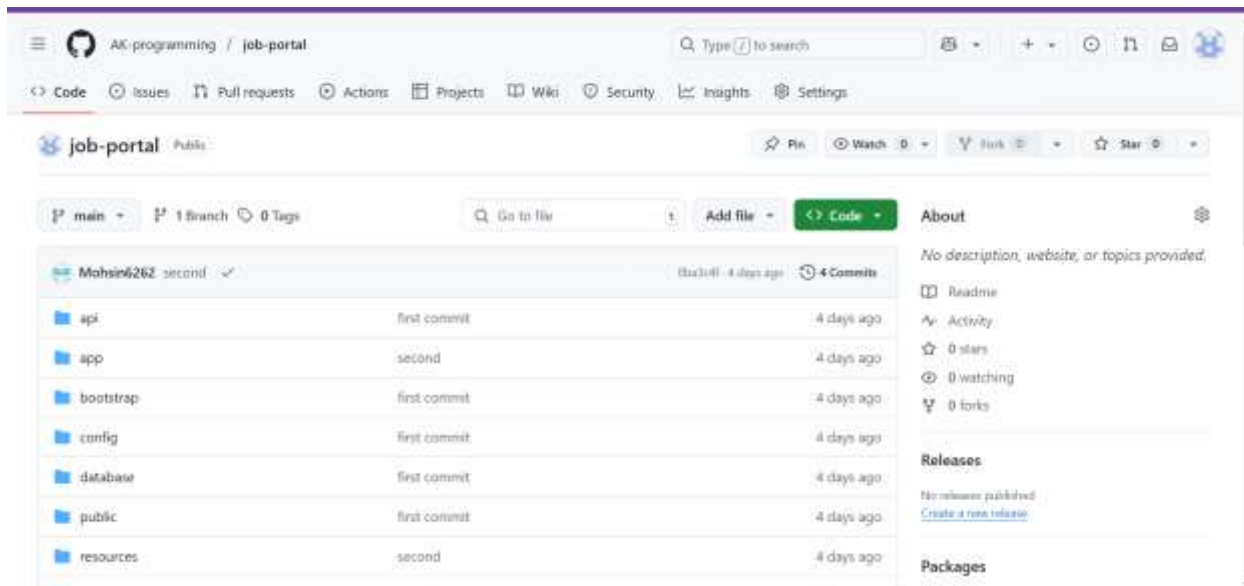 AK-programming / job-portal
Type / to search
Code Issues Pull requests Actions Projects Wiki Security Insights Settings
job-portal Public
Pin Watch 0 Fork 0 Star 0
main 1 Branch 0 Tags
Go to file t Add file Code
Mohsin6262 second 4 days ago 4 Commits
api first commit 4 days ago
app second 4 days ago
bootstrap first commit 4 days ago
config first commit 4 days ago
database first commit 4 days ago
public first commit 4 days ago
resources second 4 days ago
About
No description, website, or topics provided.
Readme
Activity
0 stars
0 watching
0 forks
Releases
No releases published
Create a new release
Packages